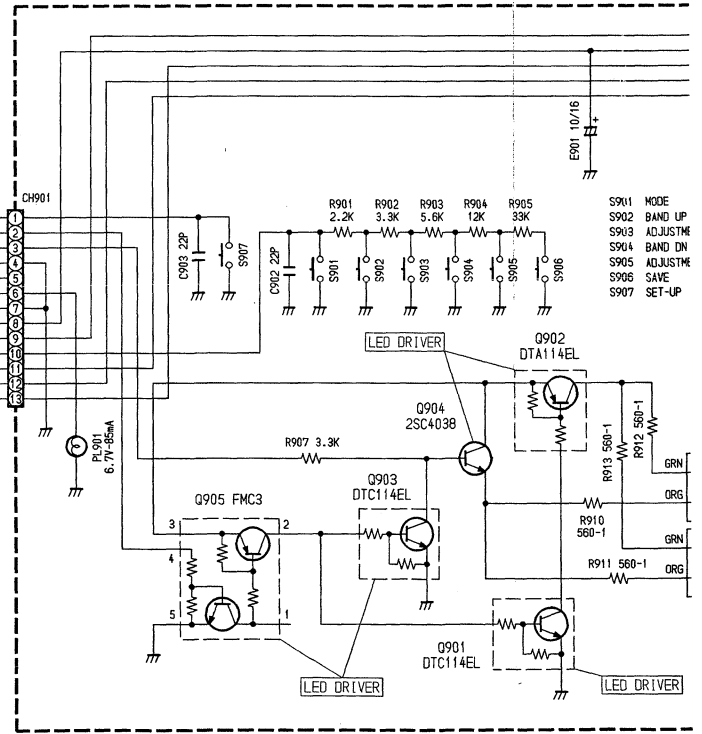 E901 10/16
+
CH901
1
2
3
4
5
6
7
8
9
10
11
12
13
C903 22P
S907
C902 22P
R901
2.2K
R902
3.3K
R903
5.6K
R904
12K
R905
33K
S901
S902
S903
S904
S905
S906
S901 MODE
S902 BAND UP
S903 ADJUSTME
S904 BAND DN
S905 ADJUSTME
S906 SAVE
S907 SET-UP
LED DRIVER
Q902
DTA114EL
Q904
2SC4038
PL901
6.7V-85mA
R907 3.3K
R913 560-1
R912 560-1
GRN
ORG
R910
560-1
GRN
ORG
R911 560-1
Q903
DTC114EL
Q905 FMC3
3
2
4
5
1
Q901
DTC114EL
LED DRIVER
LED DRIVER